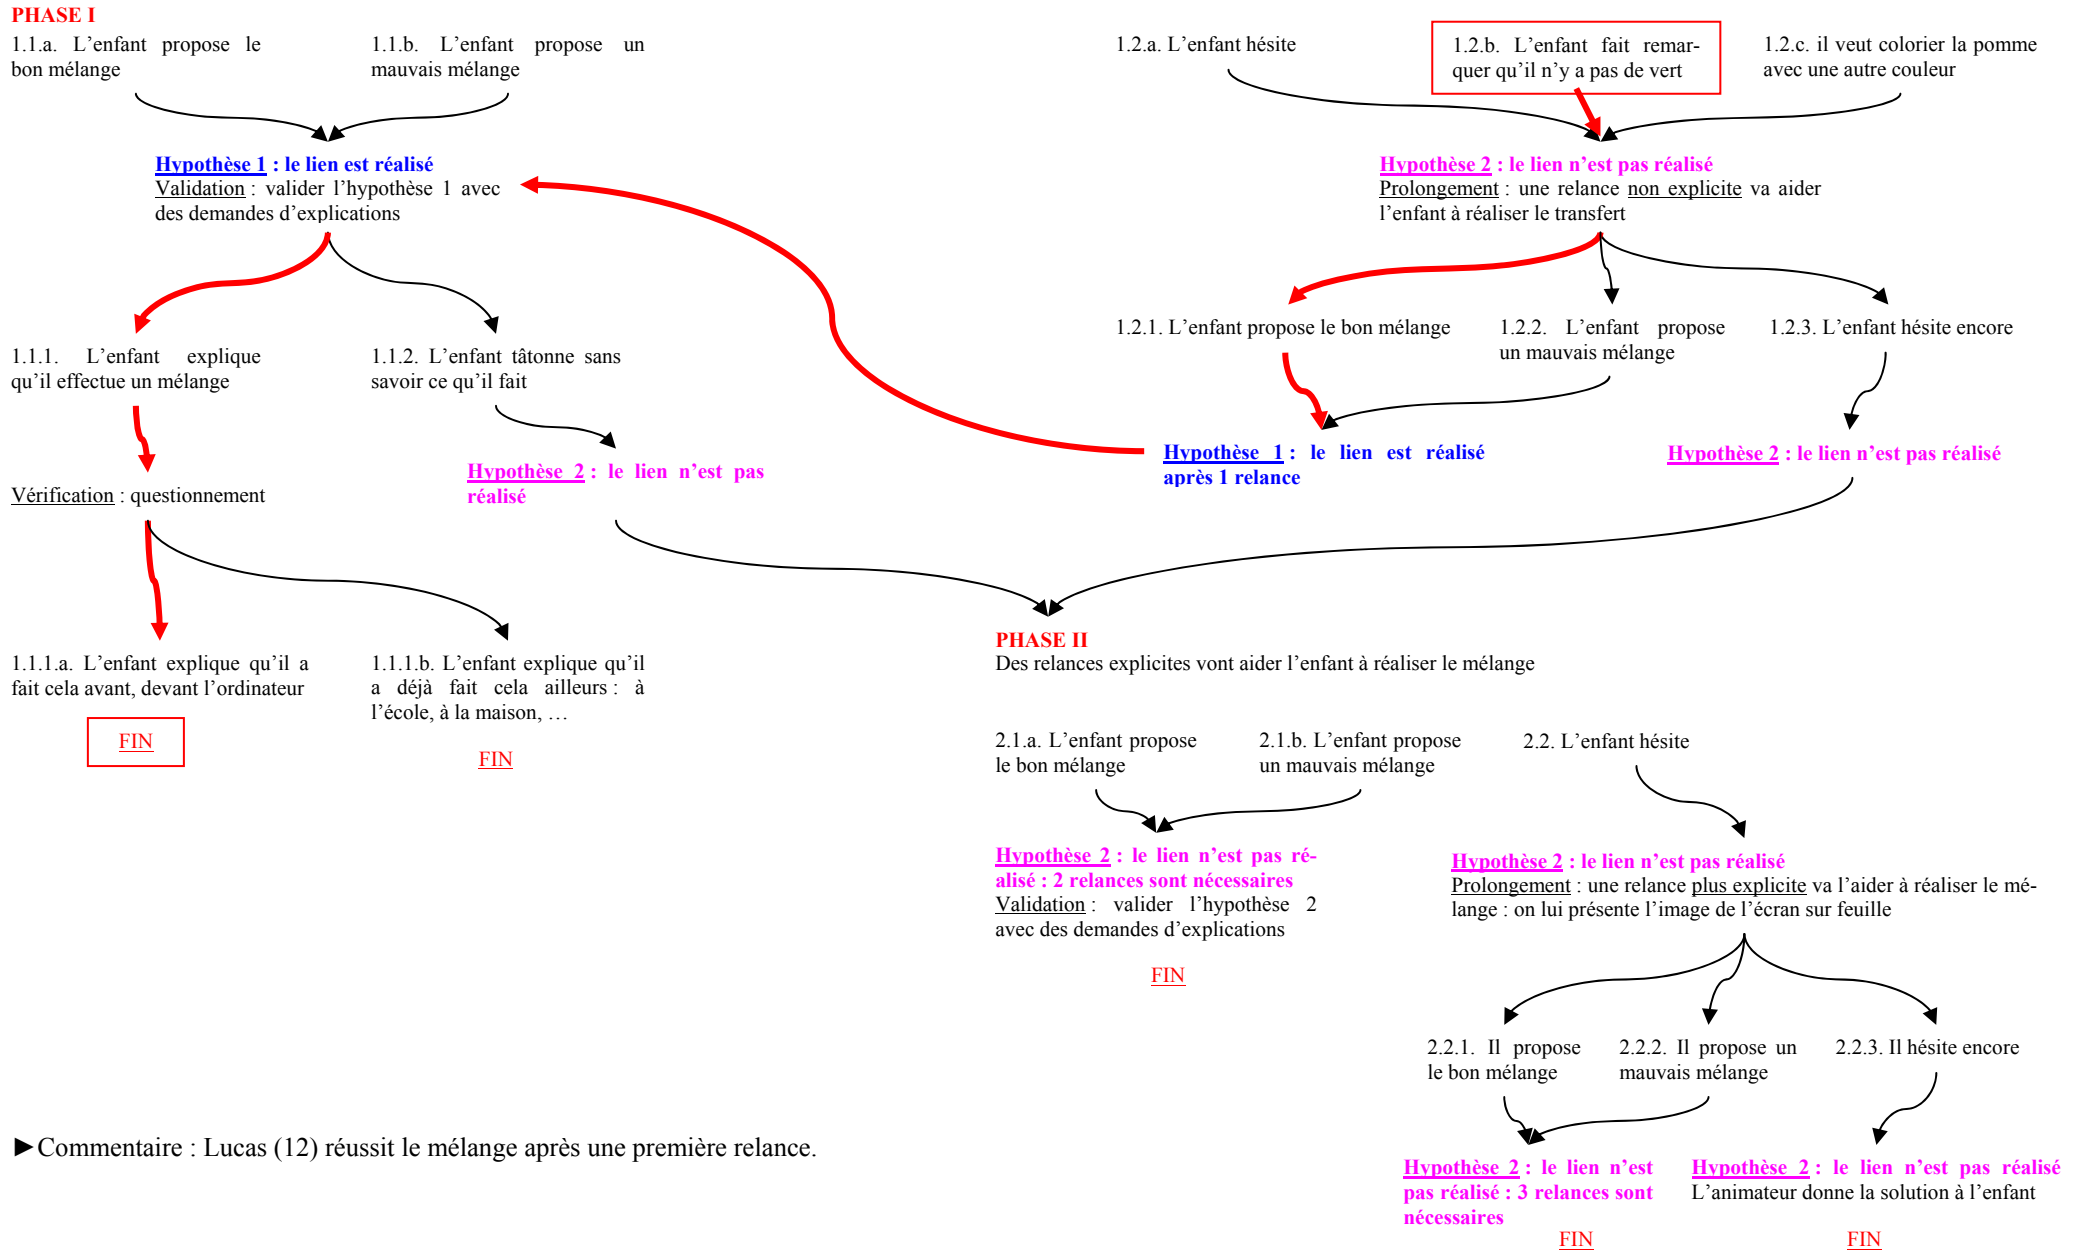 PHASE I
1.1.a. L’enfant propose le
bon mélange
1.1.b. L’enfant propose un
mauvais mélange
1.2.a. L’enfant hésite
1.2.b. L’enfant fait remar-
quer qu’il n’y a pas de vert
1.2.c. il veut colorier la pomme
avec une autre couleur
Hypothèse 1 : le lien est réalisé
Validation : valider l’hypothèse 1 avec
des demandes d’explications
Hypothèse 2 : le lien n’est pas réalisé
Prolongement : une relance non explicite va aider
l’enfant à réaliser le transfert
1.1.1. L’enfant explique
qu’il effectue un mélange
1.1.2. L’enfant tâtonne sans
savoir ce qu’il fait
1.2.1. L’enfant propose le bon mélange
1.2.2. L’enfant propose
un mauvais mélange
1.2.3. L’enfant hésite encore
Vérification : questionnement
Hypothèse 2 : le lien n’est pas
réalisé
Hypothèse 1 : le lien est réalisé
après 1 relance
Hypothèse 2 : le lien n’est pas réalisé
1.1.1.a. L’enfant explique qu’il a
fait cela avant, devant l’ordinateur
FIN
1.1.1.b. L’enfant explique qu’il
a déjà fait cela ailleurs : à
l’école, à la maison, …
FIN
PHASE II
Des relances explicites vont aider l’enfant à réaliser le mélange
2.1.a. L’enfant propose
le bon mélange
2.1.b. L’enfant propose
un mauvais mélange
2.2. L’enfant hésite
Hypothèse 2 : le lien n’est pas ré-
alisé : 2 relances sont nécessaires
Validation : valider l’hypothèse 2
avec des demandes d’explications
FIN
Hypothèse 2 : le lien n’est pas réalisé
Prolongement : une relance plus explicite va l’aider à réaliser le mé-
lange : on lui présente l’image de l’écran sur feuille
2.2.1. Il propose
le bon mélange
2.2.2. Il propose un
mauvais mélange
2.2.3. Il hésite encore
►Commentaire : Lucas (12) réussit le mélange après une première relance.
Hypothèse 2 : le lien n’est
pas réalisé : 3 relances sont
nécessaires
FIN
Hypothèse 2 : le lien n’est pas réalisé
L’animateur donne la solution à l’enfant
FIN